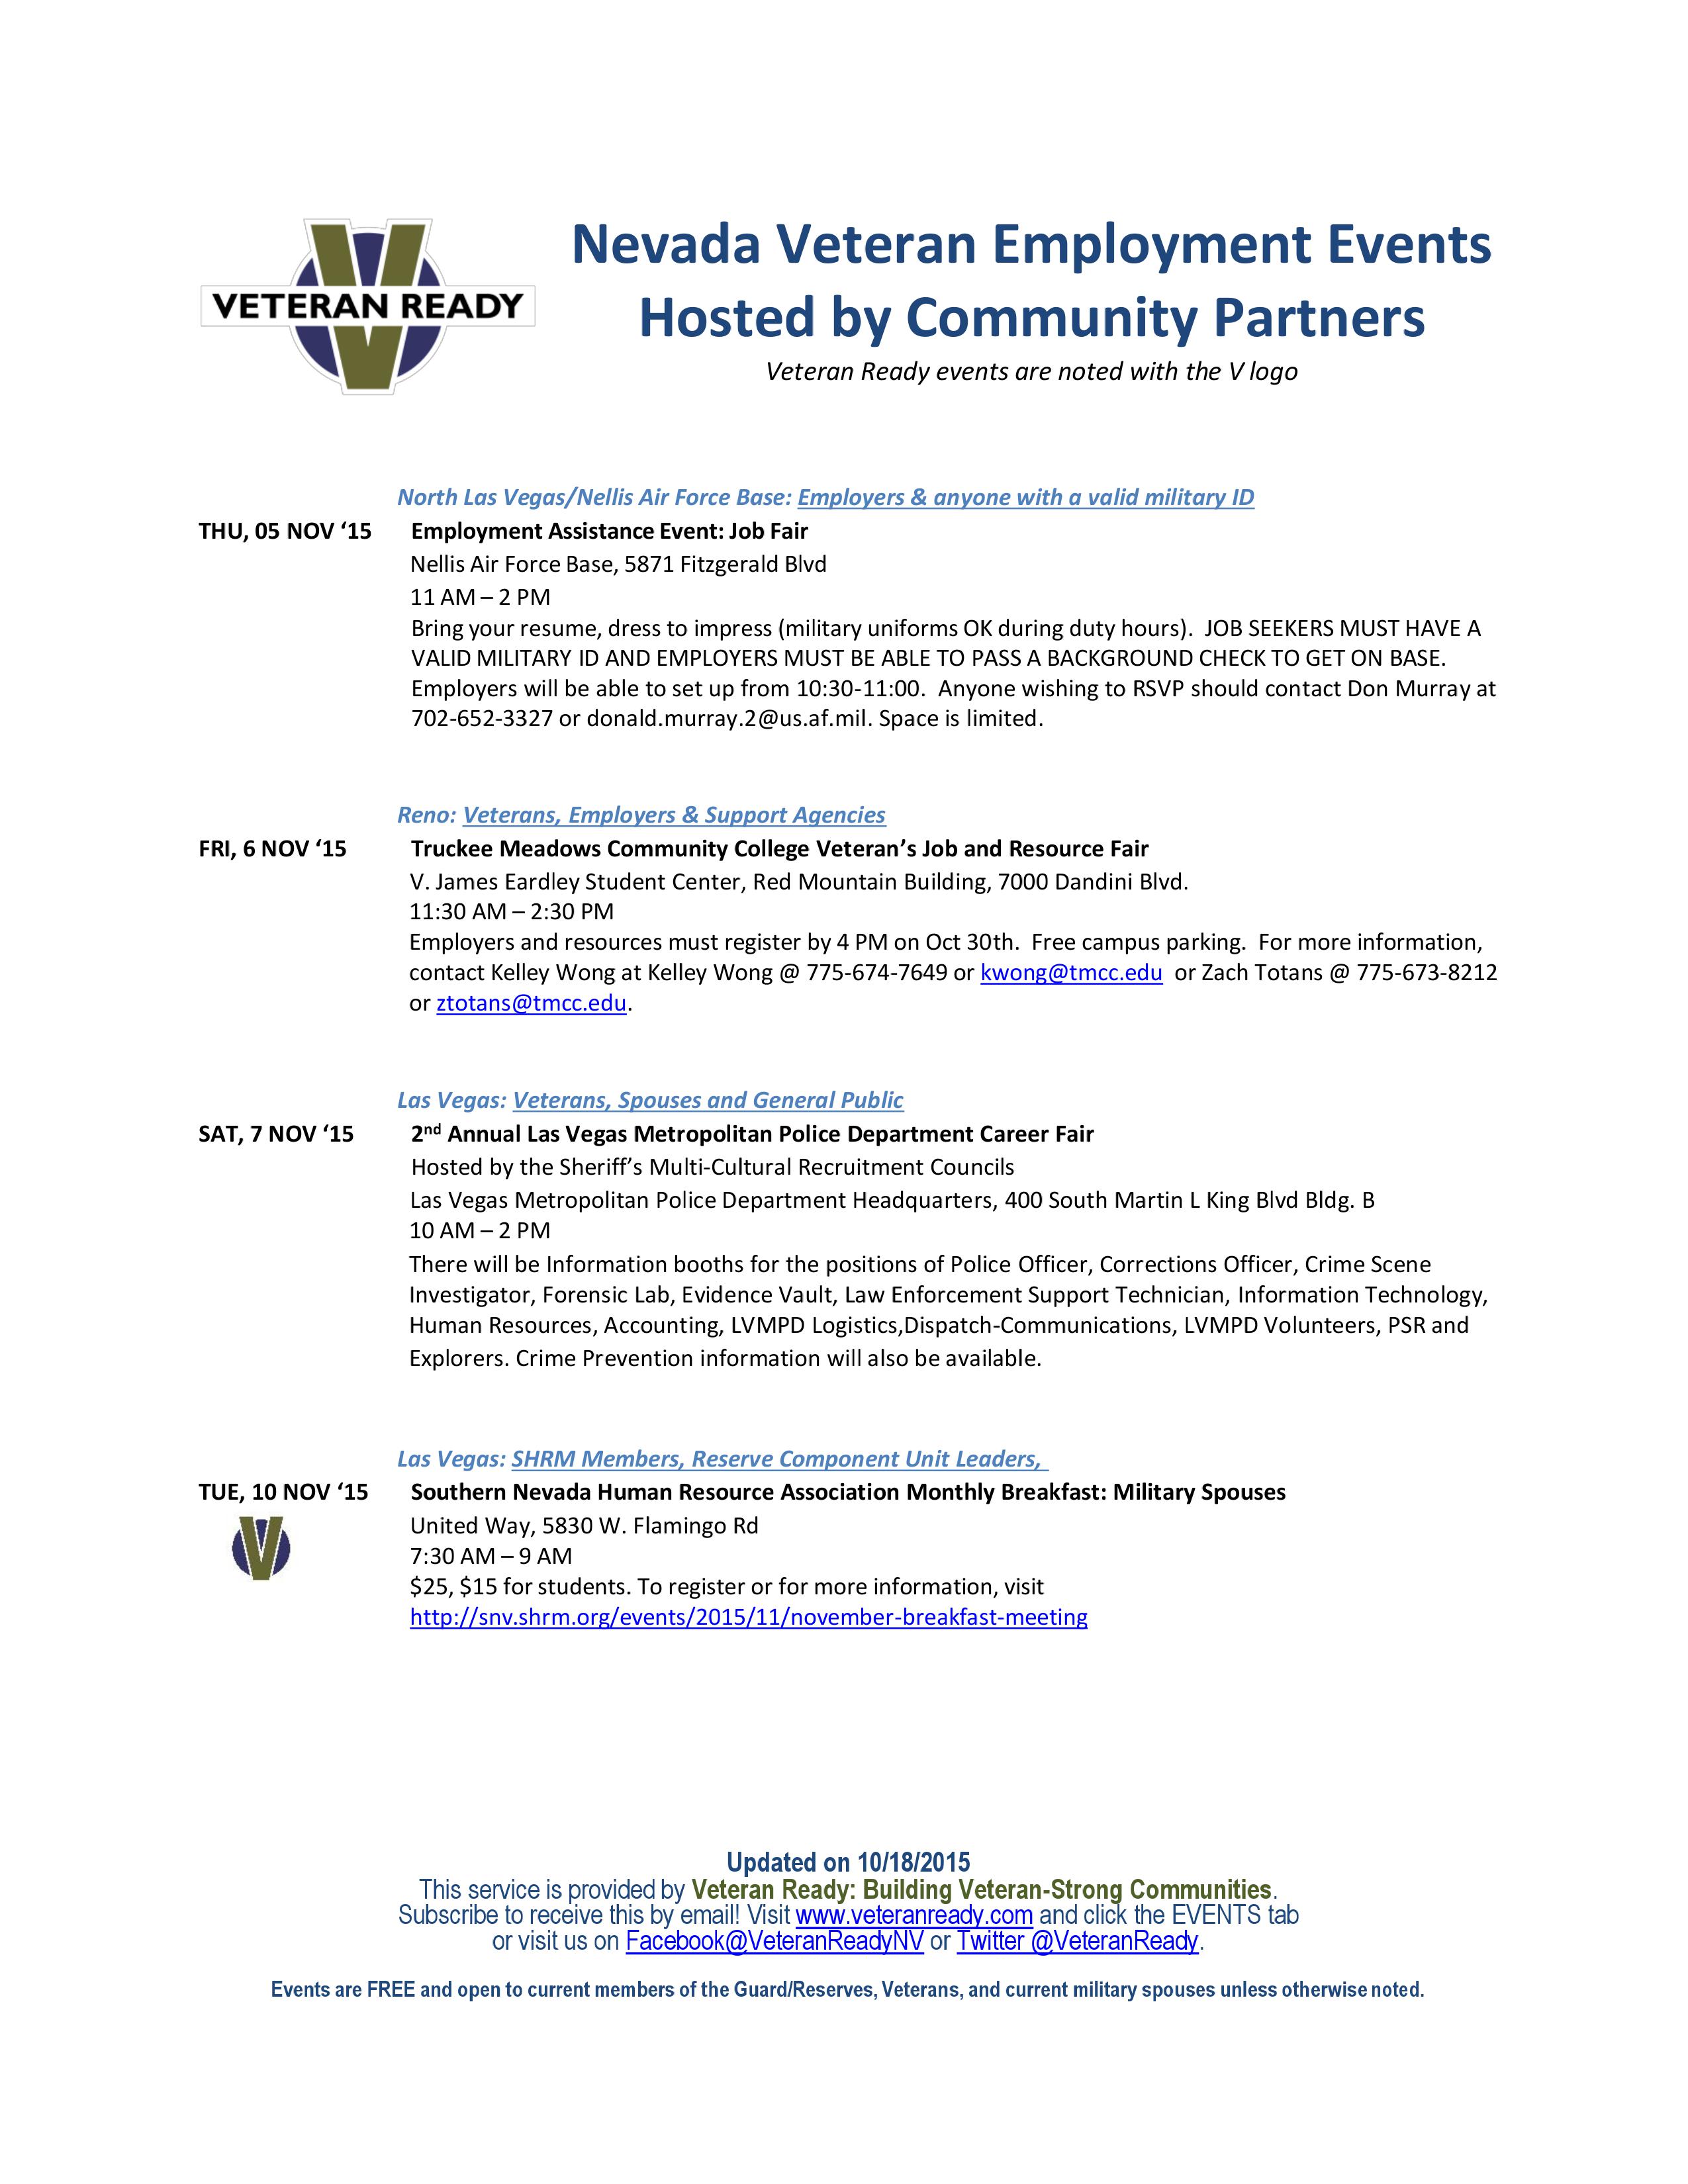 VETERAN READY
Nevada Veteran Employment Events
Hosted by Community Partners
Veteran Ready events are noted with the V logo
North Las Vegas/Nellis Air Force Base: Employers & anyone with a valid military ID
THU, 05 NOV ‘15 Employment Assistance Event: Job Fair
Nellis Air Force Base, 5871 Fitzgerald Blvd
11 AM – 2 PM
Bring your resume, dress to impress (military uniforms OK during duty hours). JOB SEEKERS MUST HAVE A
VALID MILITARY ID AND EMPLOYERS MUST BE ABLE TO PASS A BACKGROUND CHECK TO GET ON BASE.
Employers will be able to set up from 10:30-11:00. Anyone wishing to RSVP should contact Don Murray at
702-652-3327 or donald.murray.2@us.af.mil. Space is limited.
Reno: Veterans, Employers & Support Agencies
FRI, 6 NOV ‘15 Truckee Meadows Community College Veteran’s Job and Resource Fair
V. James Eardley Student Center, Red Mountain Building, 7000 Dandini Blvd.
11:30 AM – 2:30 PM
Employers and resources must register by 4 PM on Oct 30th. Free campus parking. For more information,
contact Kelley Wong at Kelley Wong @ 775-674-7649 or kwong@tmcc.edu or Zach Totans @ 775-673-8212
or ztotans@tmcc.edu.
Las Vegas: Veterans, Spouses and General Public
SAT, 7 NOV ‘15 2nd Annual Las Vegas Metropolitan Police Department Career Fair
Hosted by the Sheriff’s Multi-Cultural Recruitment Councils
Las Vegas Metropolitan Police Department Headquarters, 400 South Martin L King Blvd Bldg. B
10 AM – 2 PM
There will be Information booths for the positions of Police Officer, Corrections Officer, Crime Scene
Investigator, Forensic Lab, Evidence Vault, Law Enforcement Support Technician, Information Technology,
Human Resources, Accounting, LVMPD Logistics,Dispatch-Communications, LVMPD Volunteers, PSR and
Explorers. Crime Prevention information will also be available.
Las Vegas: SHRM Members, Reserve Component Unit Leaders,
TUE, 10 NOV ‘15 Southern Nevada Human Resource Association Monthly Breakfast: Military Spouses
V United Way, 5830 W. Flamingo Rd
7:30 AM – 9 AM
$25, $15 for students. To register or for more information, visit
http://snv.shrm.org/events/2015/11/november-breakfast-meeting
Updated on 10/18/2015
This service is provided by Veteran Ready: Building Veteran-Strong Communities.
Subscribe to receive this by email! Visit www.veteranready.com and click the EVENTS tab
or visit us on Facebook@VeteranReadyNV or Twitter @VeteranReady.
Events are FREE and open to current members of the Guard/Reserves, Veterans, and current military spouses unless otherwise noted.